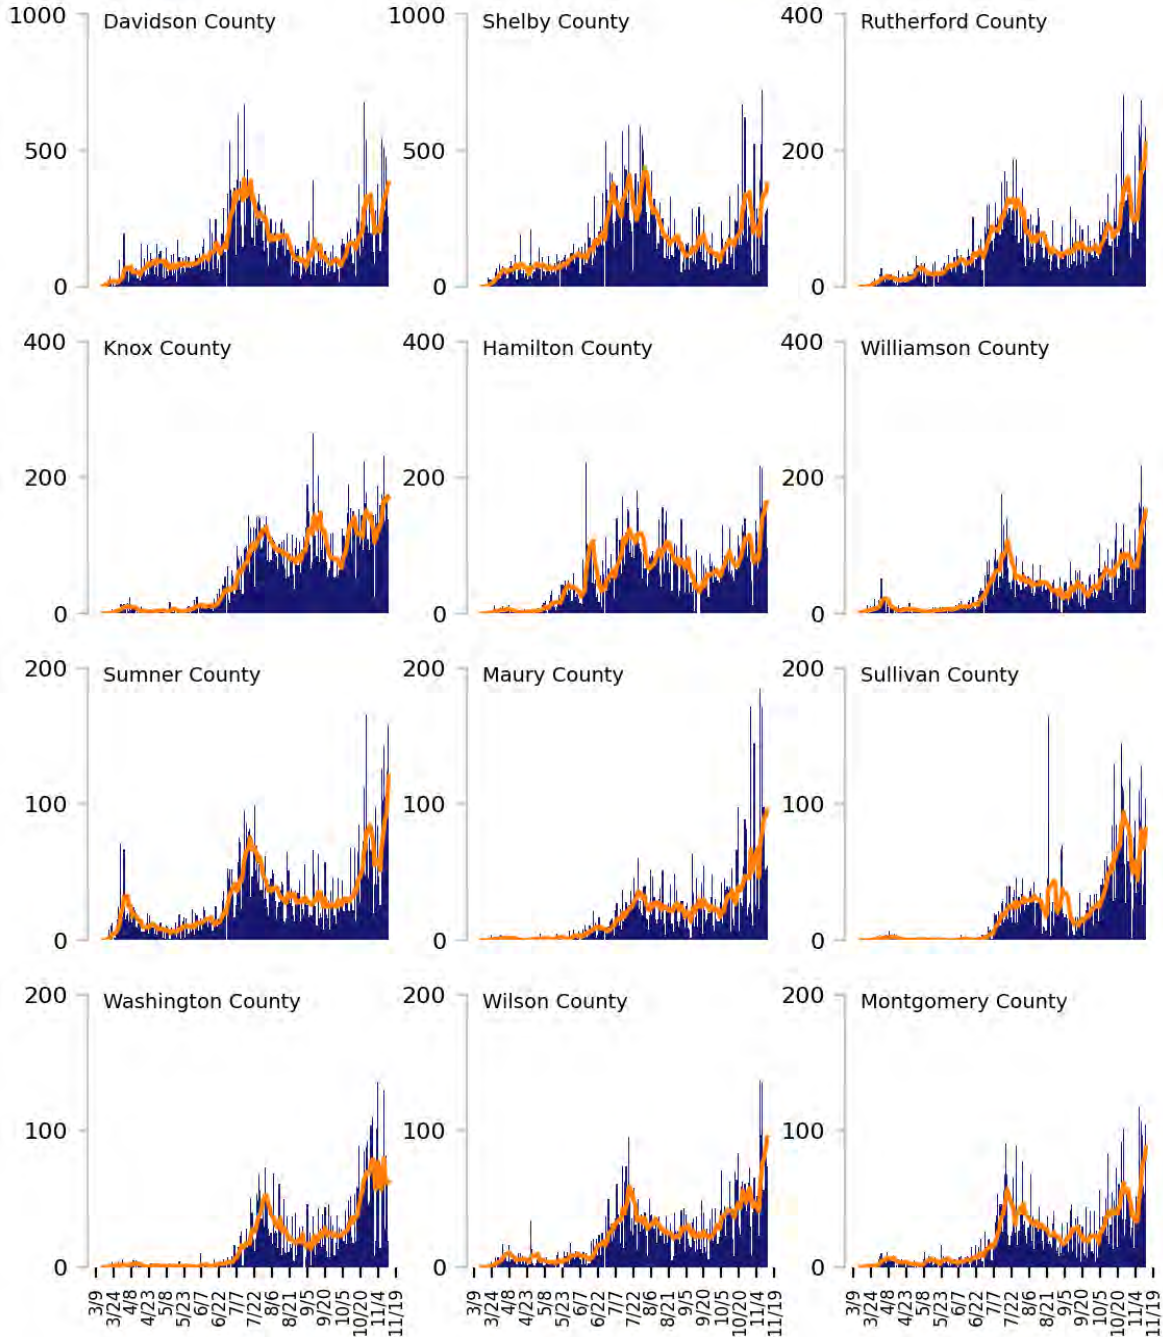 Davidson County
1000
500
0
Shelby County
1000
500
0
Rutherford County
400
200
0
Knox County
400
200
0
Hamilton County
400
200
0
Williamson County
400
200
0
Sumner County
200
100
0
Maury County
200
100
0
Sullivan County
200
100
0
Washington County
200
100
0
3/9 3/24 4/8 4/23 5/8 5/23 6/7 6/22 7/7 7/22 8/6 8/21 9/5 9/20 10/5 10/20 11/4 11/19
Wilson County
200
100
0
3/9 3/24 4/8 4/23 5/8 5/23 6/7 6/22 7/7 7/22 8/6 8/21 9/5 9/20 10/5 10/20 11/4 11/19
Montgomery County
200
100
0
3/9 3/24 4/8 4/23 5/8 5/23 6/7 6/22 7/7 7/22 8/6 8/21 9/5 9/20 10/5 10/20 11/4 11/19